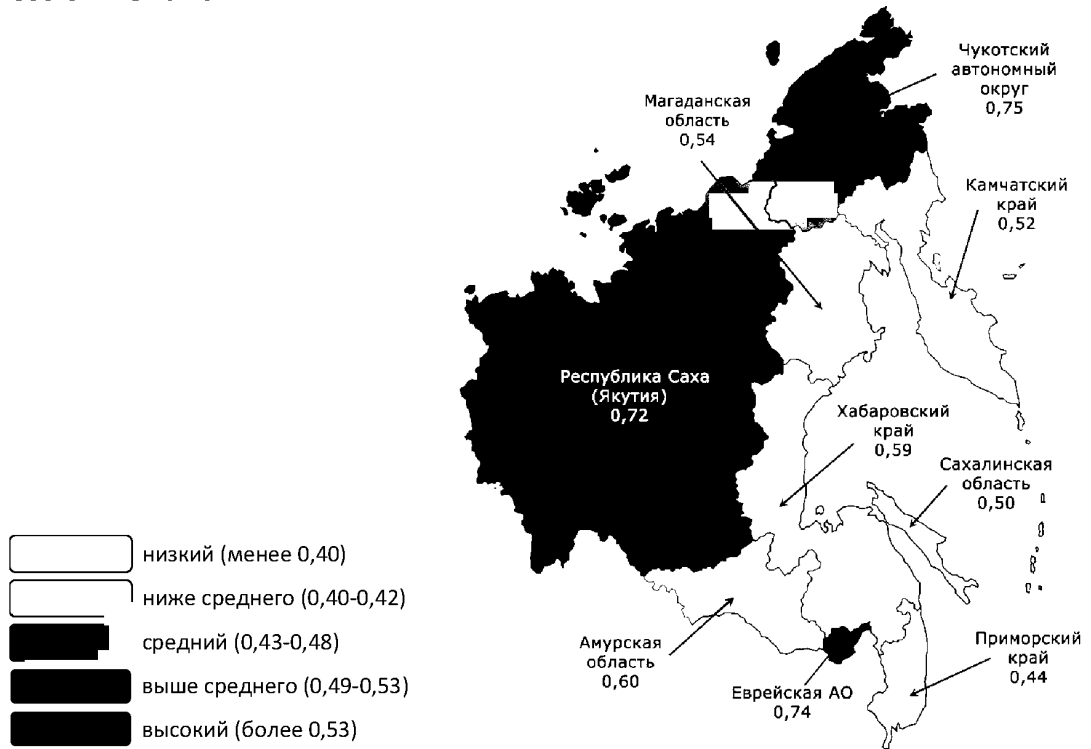 Чукотский
автономный
округ
0,75
Магаданская
область
0,54
Камчатский
край
0,52
Республика Саха
(Якутия)
0,72
Хабаровский
край
0,59
Сахалинская
область
0,50
низкий (менее 0,40)
ниже среднего (0,40-0,42)
средний (0,43-0,48)
выше среднего (0,49-0,53)
высокий (более 0,53)
Амурская
область
0,60
Еврейская АО
0,74
Приморский
край
0,44